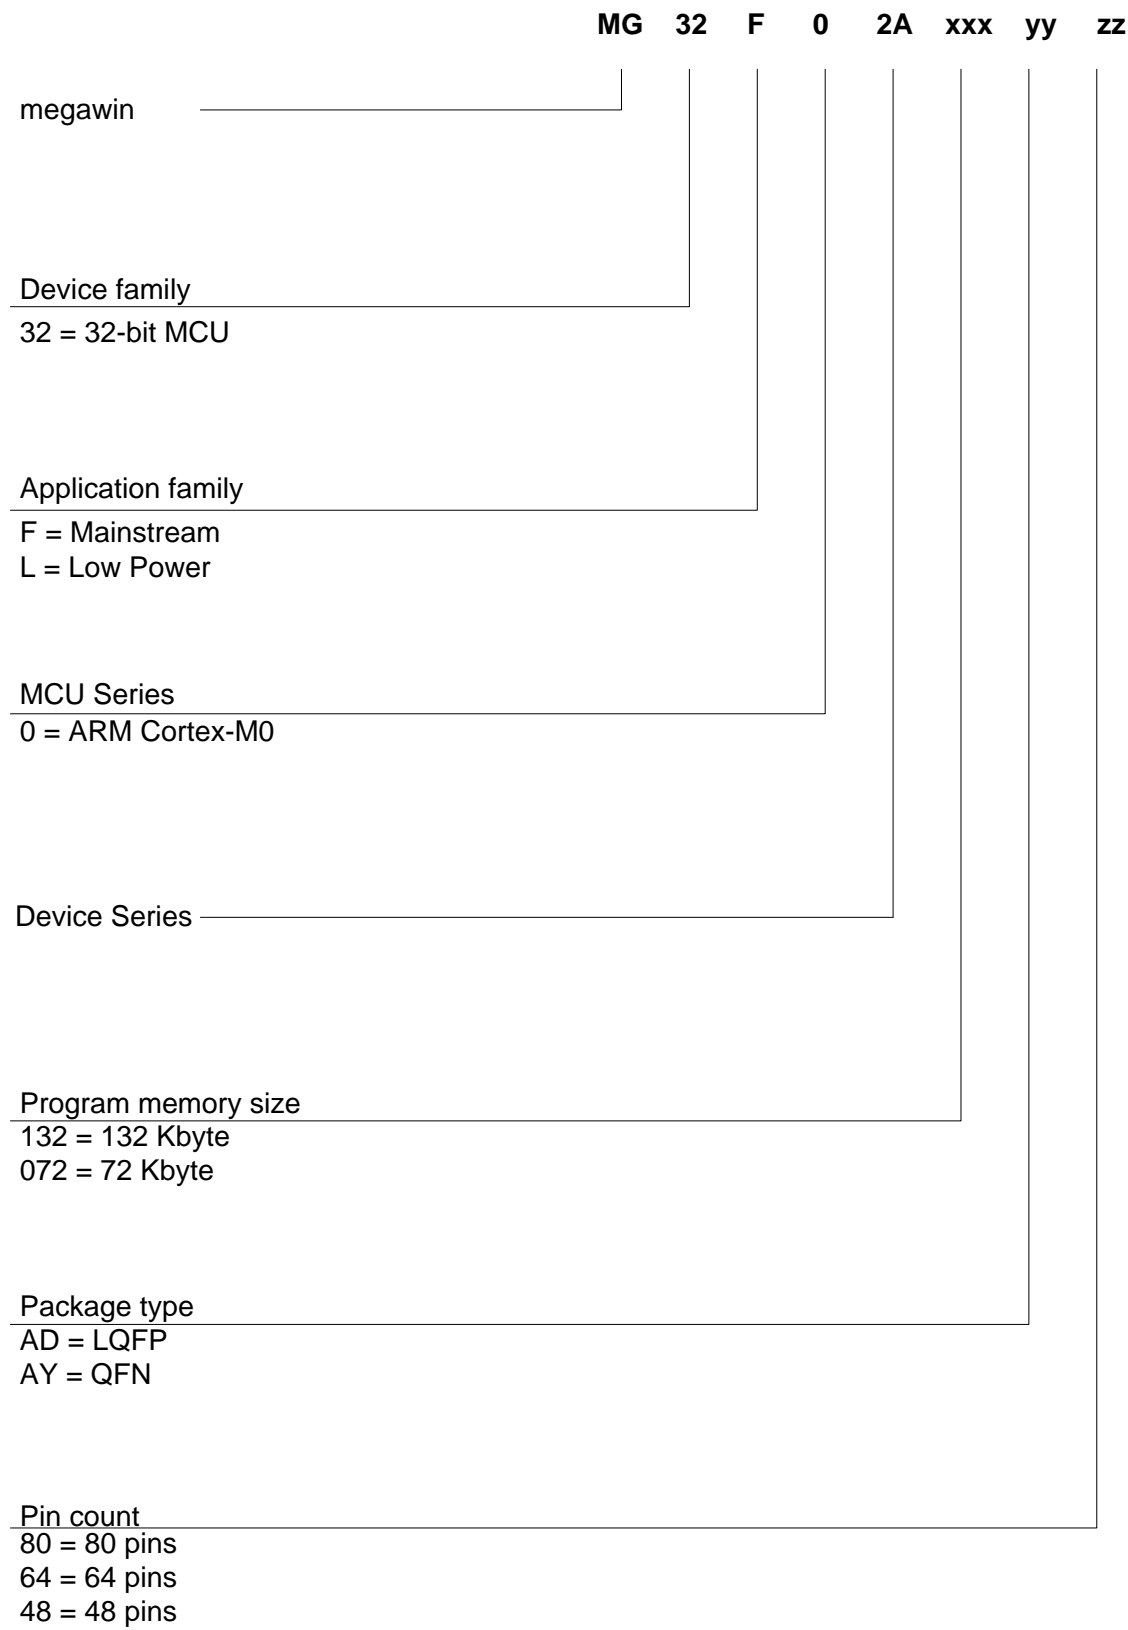 MG 32 F 0 2A xxx yy zz
megawin
Device family
32 = 32-bit MCU
Application family
F = Mainstream
L = Low Power
MCU Series
0 = ARM Cortex-M0
Device Series
Program memory size
132 = 132 Kbyte
072 = 72 Kbyte
Package type
AD = LQFP
AY = QFN
Pin count
80 = 80 pins
64 = 64 pins
48 = 48 pins